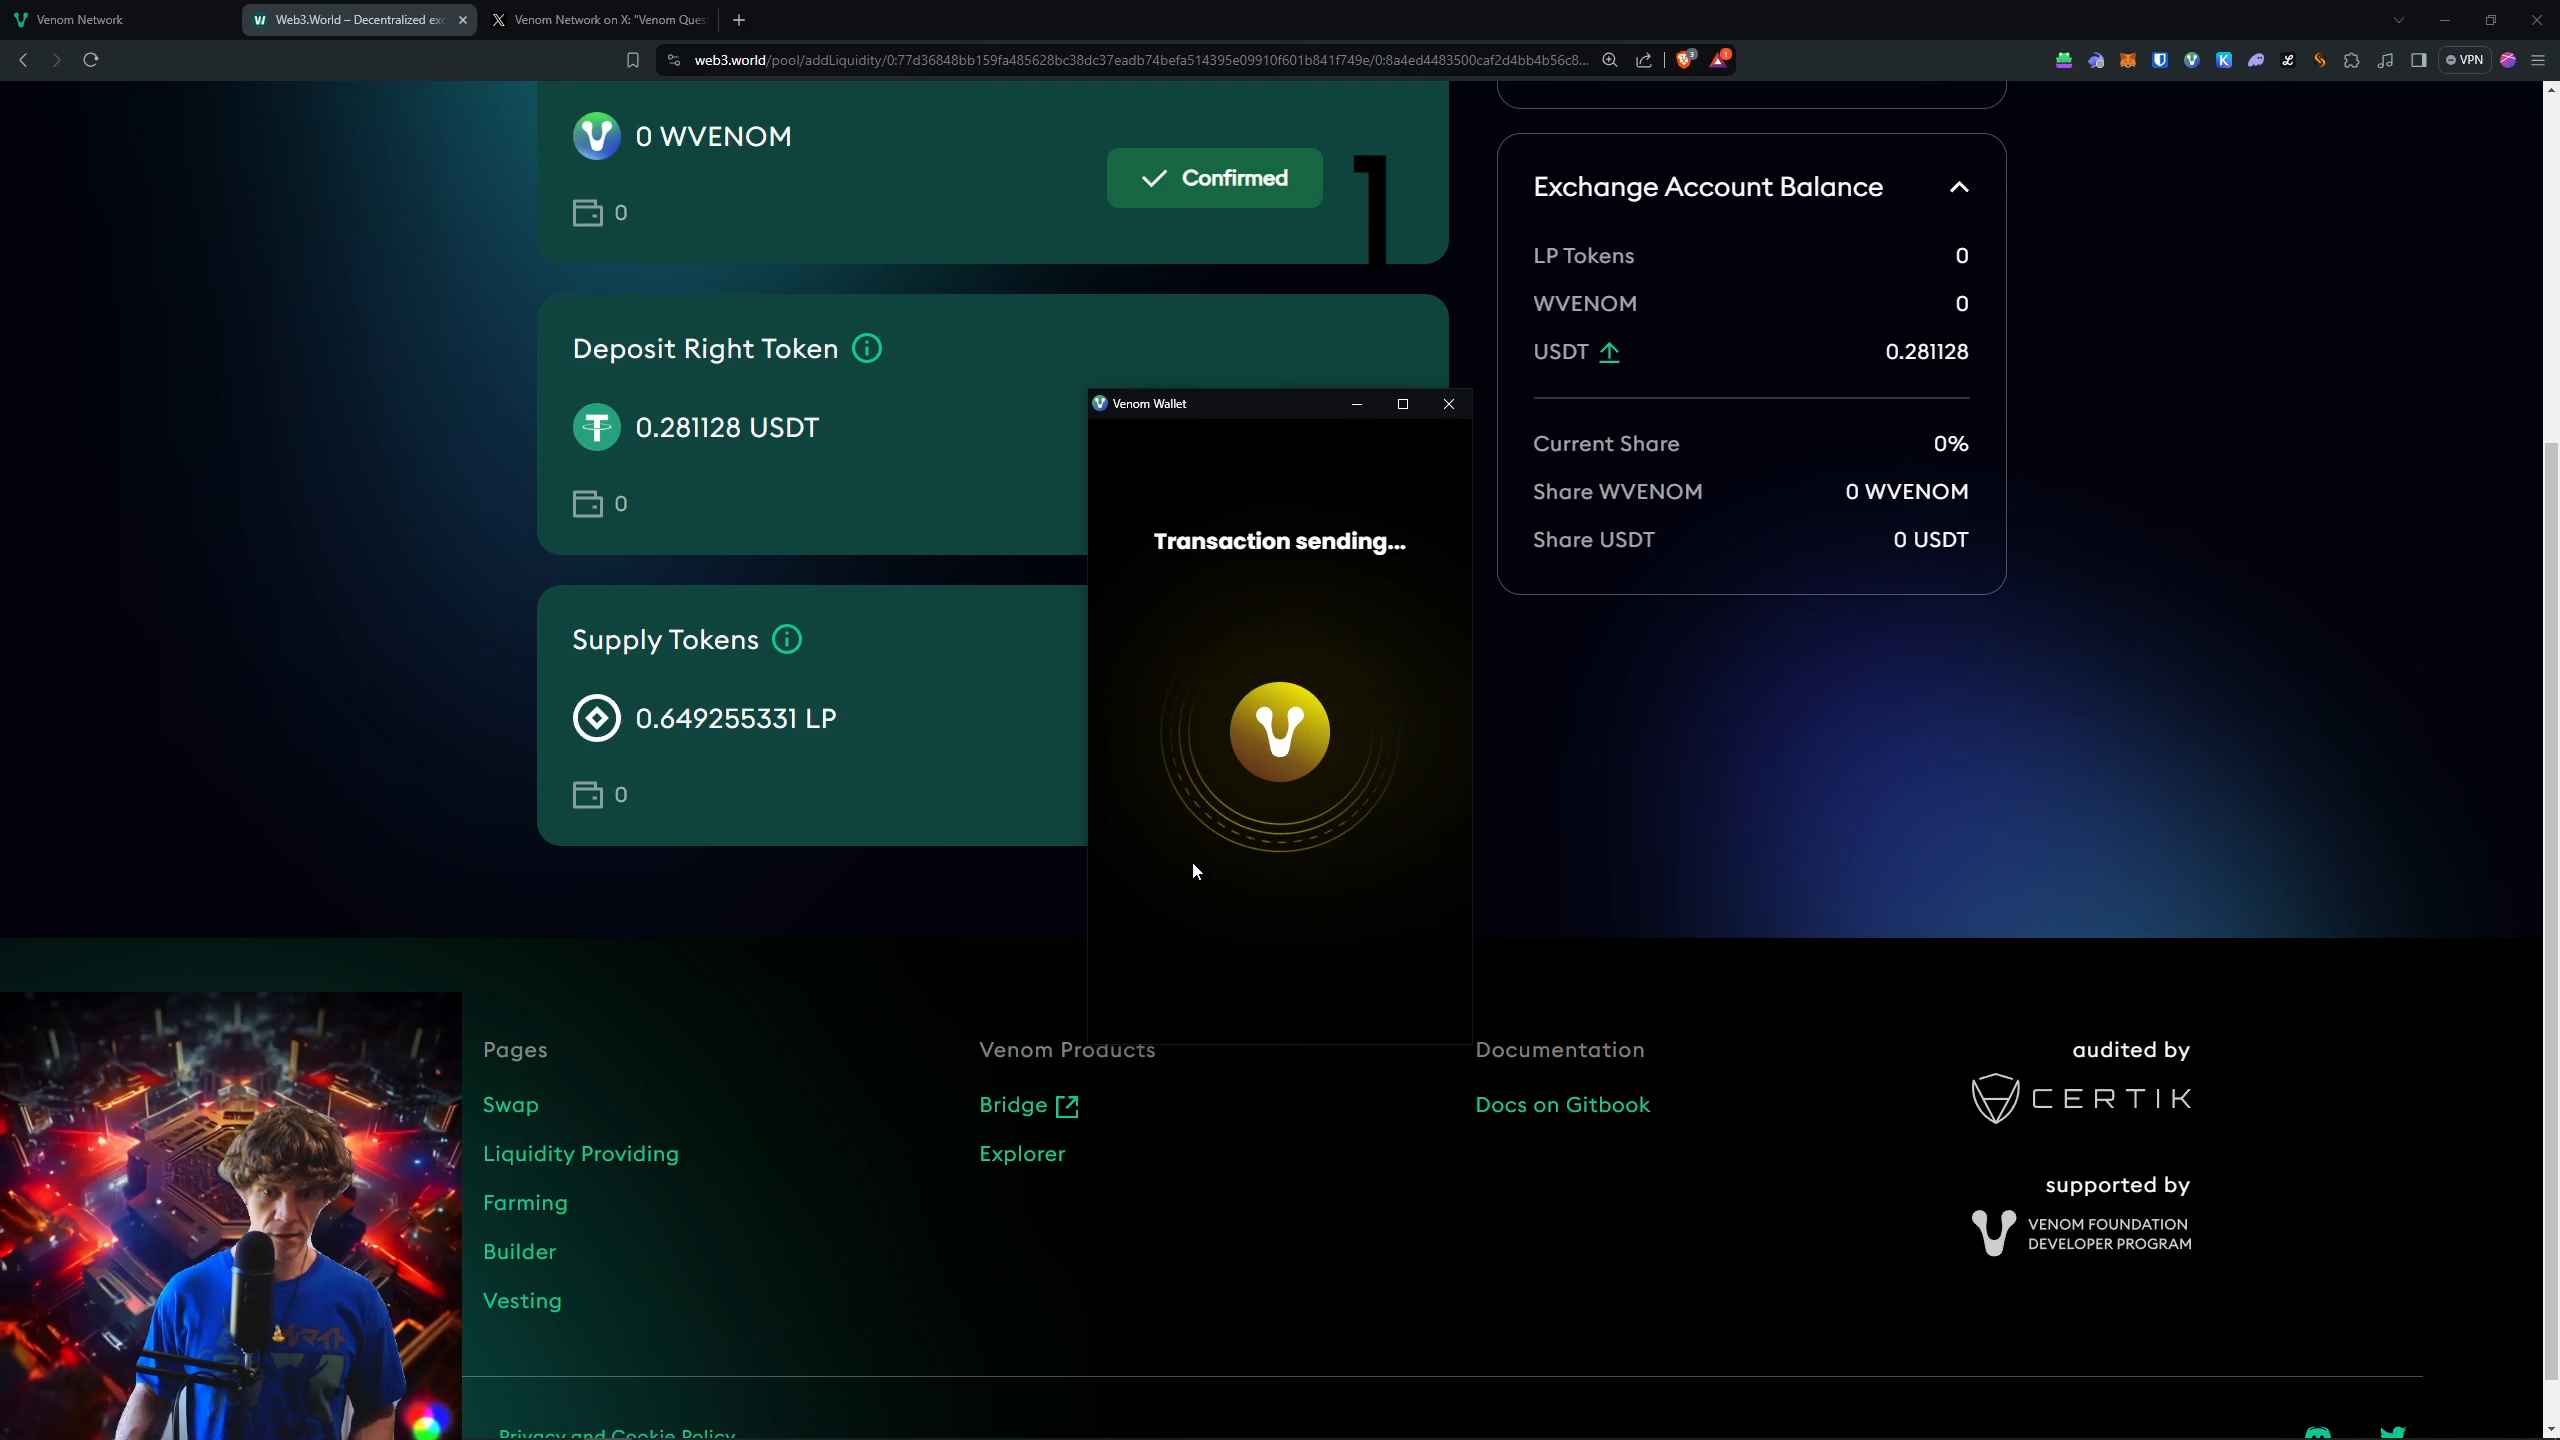 Venom Network
Web3.World – Decentralized exc
Venom Network on X: "Venom Ques
web3.world/pool/addLiquidity/0:77d36848bb159fa485628bc38dc37eadb74befa514395e09910f601b841f749e/0:8a4ed4483500caf2d4bb4b56c8...
3
1
VPN
0 WVENOM
Confirmed
1
0
Deposit Right Token
0.281128 USDT
0
Supply Tokens
0.649255331 LP
0
Venom Wallet
Transaction sending...
Exchange Account Balance
LP Tokens 0
WVENOM 0
USDT 0.281128
Current Share 0%
Share WVENOM 0 WVENOM
Share USDT 0 USDT
Pages
Swap
Liquidity Providing
Farming
Builder
Vesting
Venom Products
Bridge
Explorer
Documentation
Docs on Gitbook
audited by
CERTIK
supported by
VENOM FOUNDATION
DEVELOPER PROGRAM
Privacy and Cookie Policy